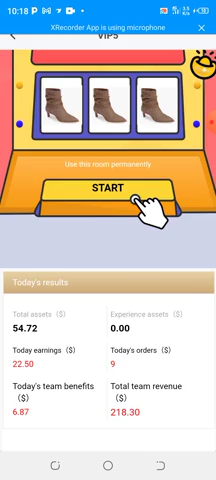 10:18
XRecorder App is using microphone
VIP5
Use this room permanently
START
Today's results
Total assets ($)
Experience assets ($)
54.72
0.00
Today earnings ($)
Today's orders ($)
22.50
9
Today's team benefits ($)
Total team revenue ($)
6.87
218.30